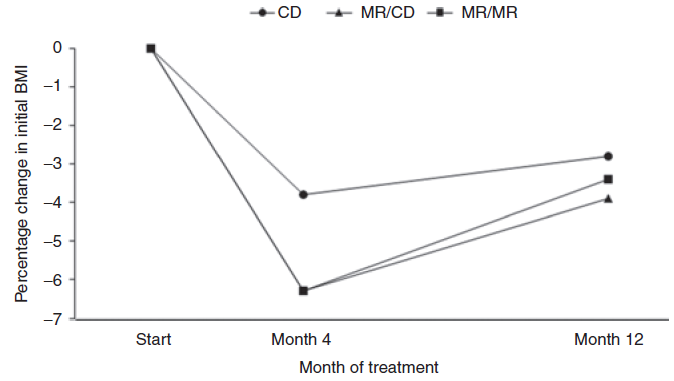 CD MR/CD MR/MR
Percentage change in initial BMI
0
−1
−2
−3
−4
−5
−6
−7
Start Month 4 Month 12
Month of treatment